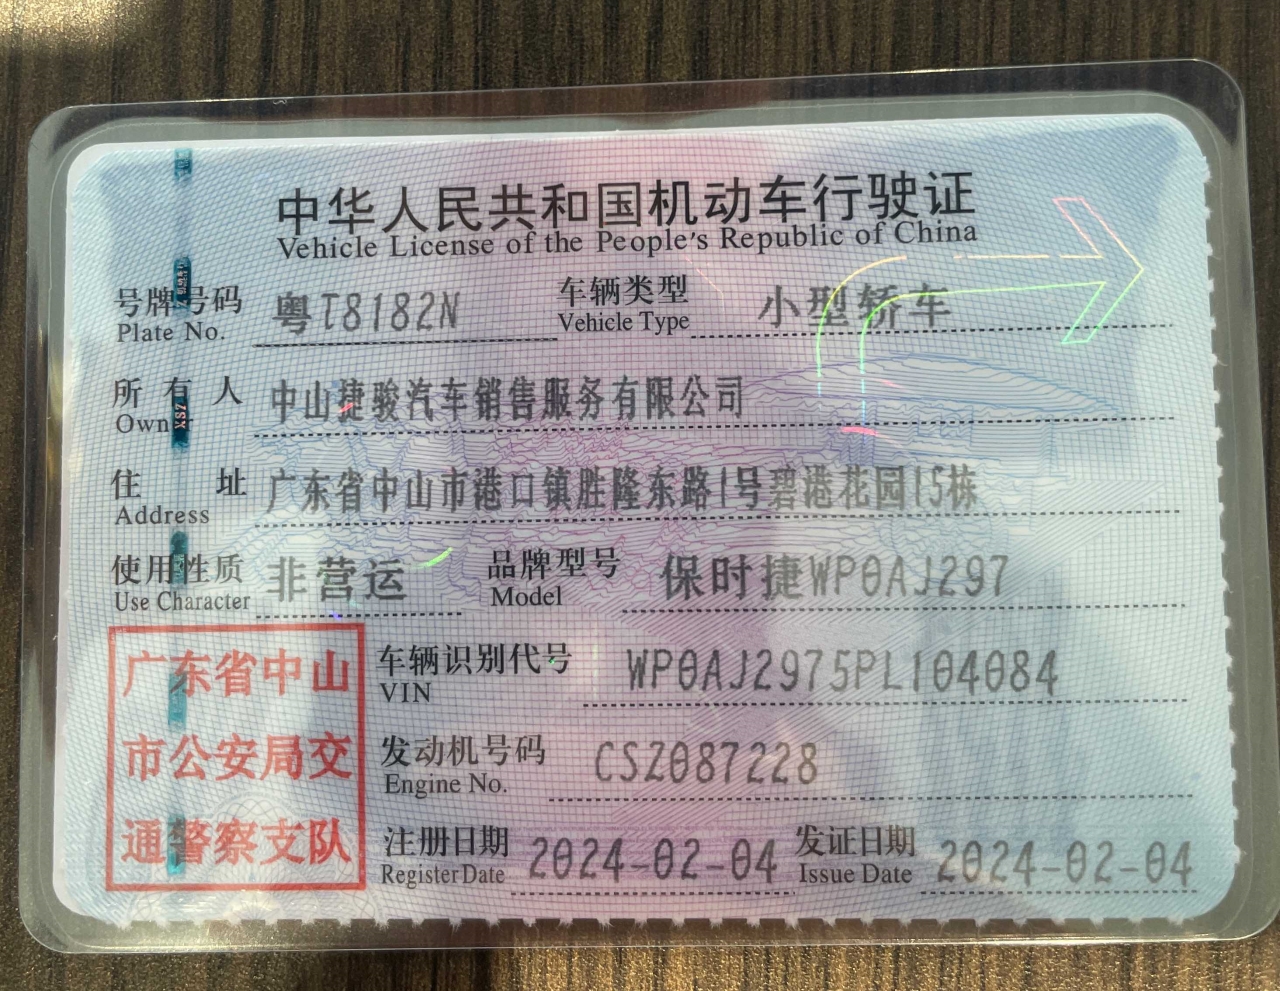 中华人民共和国机动车行驶证
Vehicle License of the People's Republic of China
号牌号码 粤T8182N 车辆类型 小型轿车
Plate No. Vehicle Type
所有人 中山捷骏汽车销售服务有限公司
Own
住址 广东省中山市港口镇胜隆东路1号碧港花园15栋
Address
使用性质 非营运 品牌型号 保时捷WP0AJ297
Use Character Model
广东省中山
市公安局交
通警察支队
车辆识别代号 WP0AJ2975PL104084
VIN
发动机号码 CSZ087228
Engine No.
注册日期 2024-02-04 发证日期 2024-02-04
Register Date Issue Date